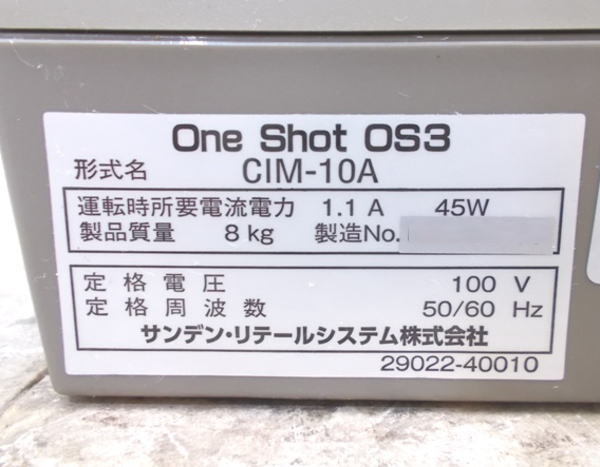 One Shot OS3
形式名 CIM-10A
運転時所要電流電力 1.1 A 45W
製品質量 8 kg 製造No.
定格電圧 100 V
定格周波数 50/60 Hz
サンデン・リテールシステム株式会社
29022-40010